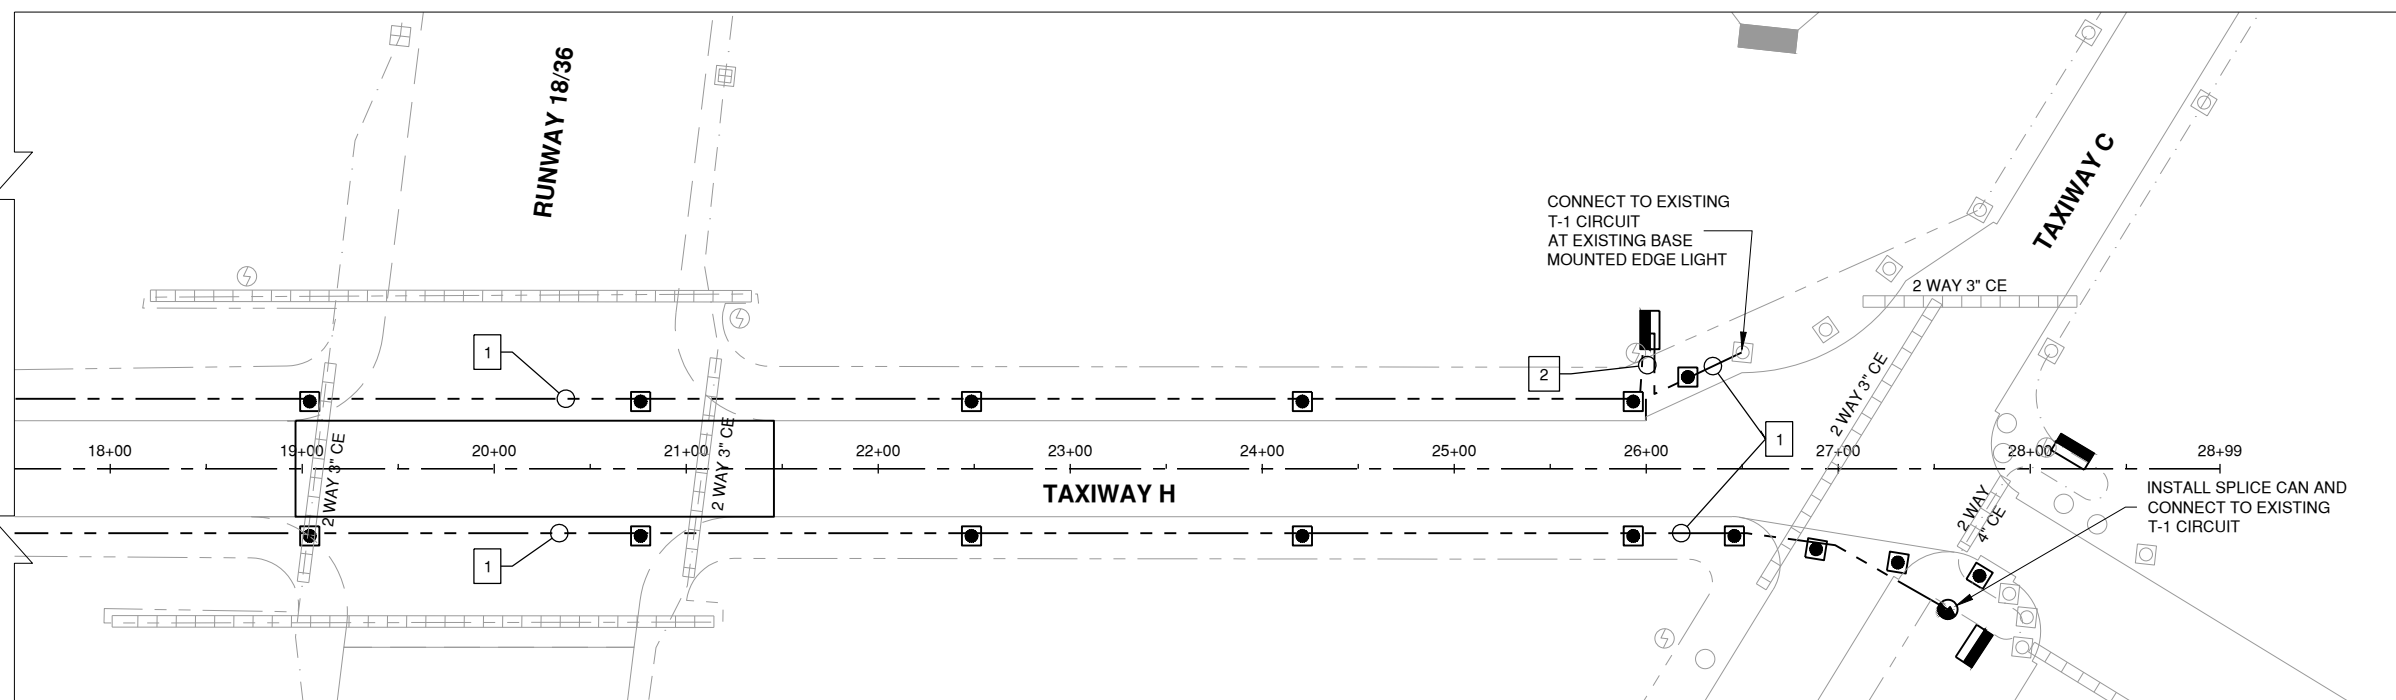 RUNWAY 18/36
TAXIWAY C
CONNECT TO EXISTING
T-1 CIRCUIT
AT EXISTING BASE
MOUNTED EDGE LIGHT
2 WAY 3" CE
1
2
2 WAY 3" CE
1
18+00
19+00
20+00
21+00
22+00
23+00
24+00
25+00
26+00
27+00
28+00
28+99
2 WAY 3" CE
2 WAY 3" CE
TAXIWAY H
2 WAY
4" CE
INSTALL SPLICE CAN AND
CONNECT TO EXISTING
T-1 CIRCUIT
1